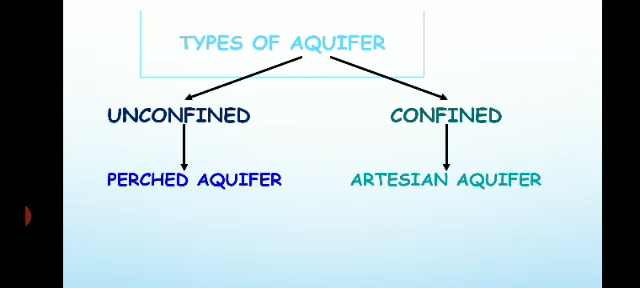 TYPES OF AQUIFER
UNCONFINED
CONFINED
PERCHED AQUIFER
ARTESIAN AQUIFER